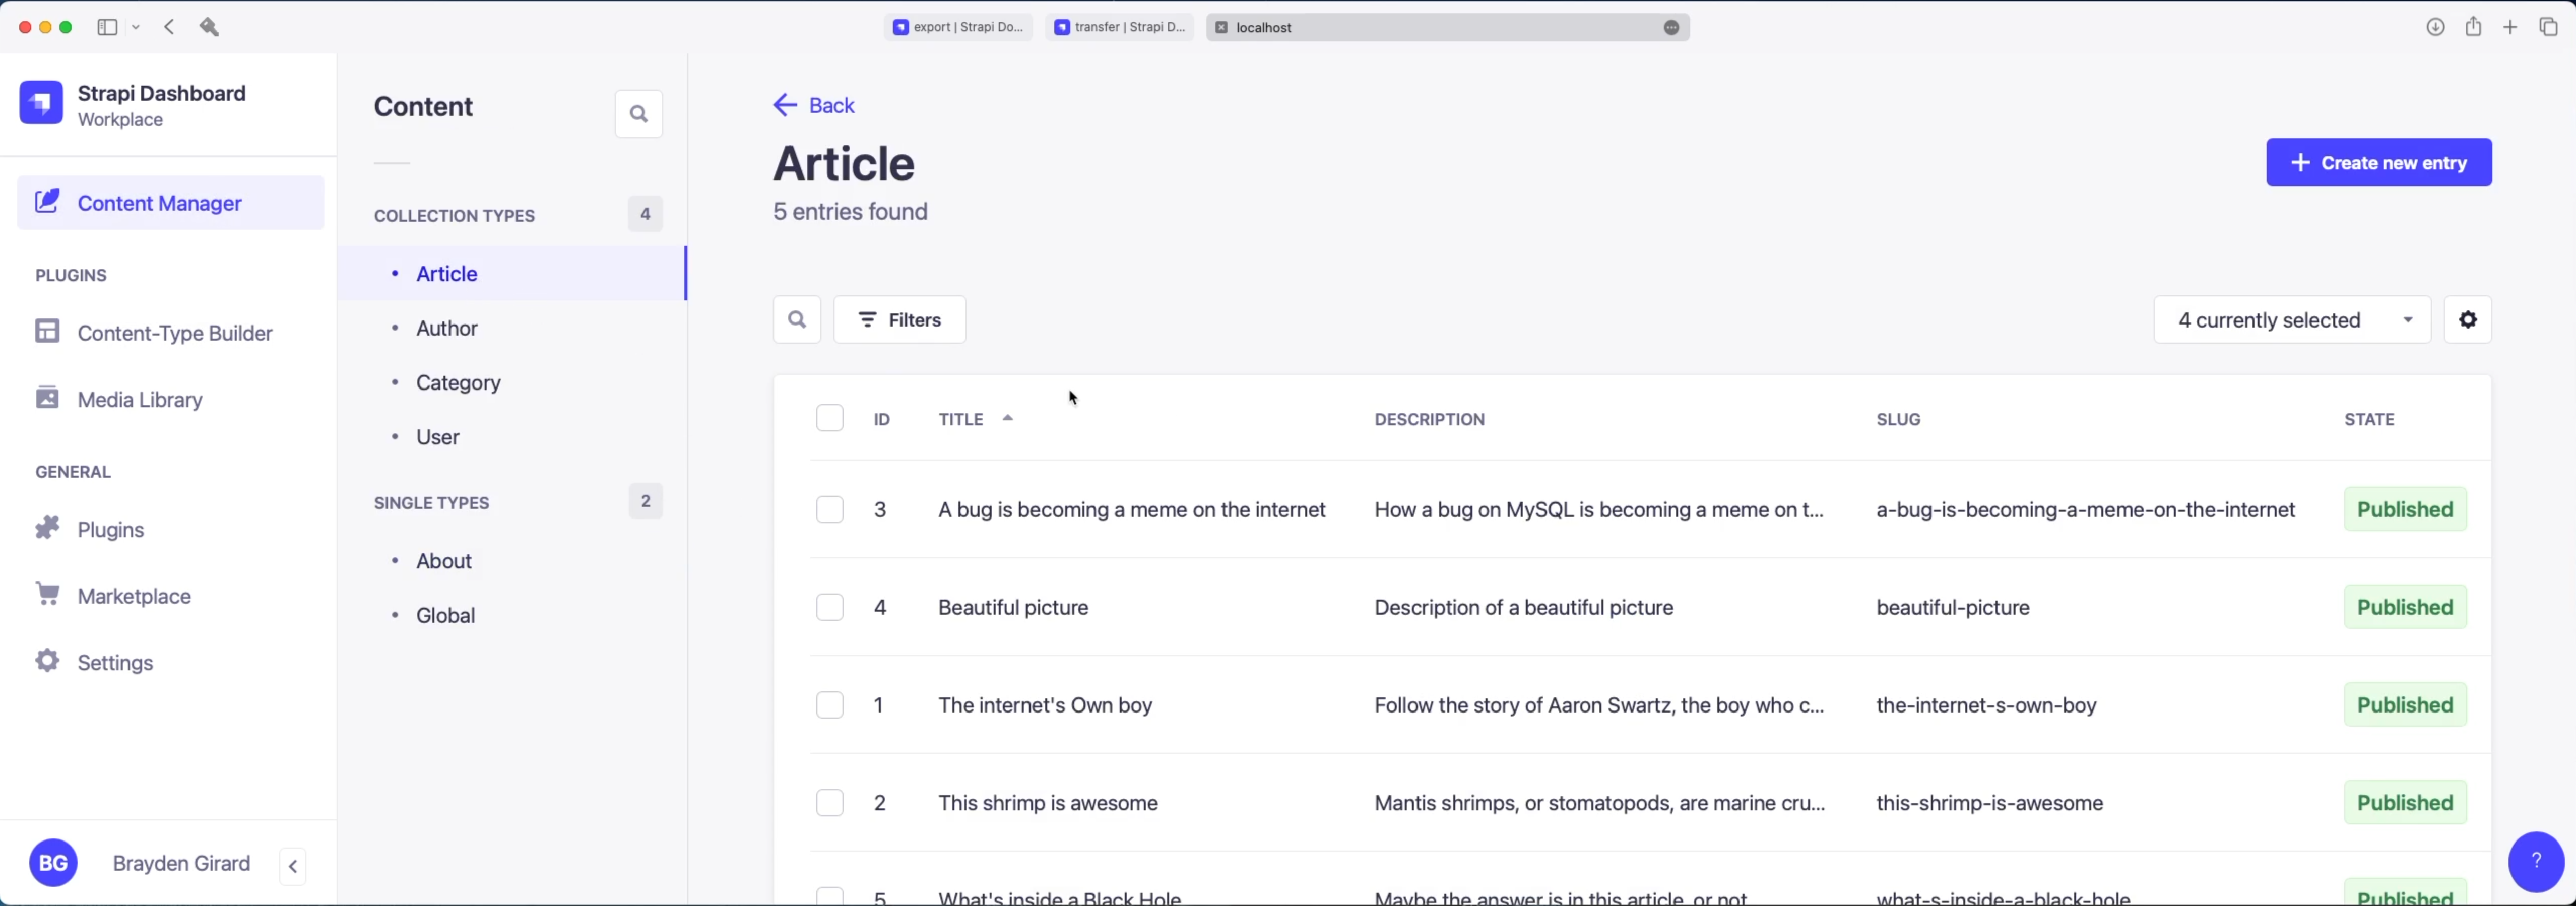 export | Strapi Do...
transfer | Strapi D...
localhost
Strapi Dashboard
Workplace
Content Manager
PLUGINS
Content-Type Builder
Media Library
GENERAL
Plugins
Marketplace
Settings
BG
Brayden Girard
Content
COLLECTION TYPES 4
Article
Author
Category
User
SINGLE TYPES 2
About
Global
Back
Article
5 entries found
Create new entry
Filters
4 currently selected
ID TITLE DESCRIPTION SLUG STATE
3 A bug is becoming a meme on the internet How a bug on MySQL is becoming a meme on t... a-bug-is-becoming-a-meme-on-the-internet Published
4 Beautiful picture Description of a beautiful picture beautiful-picture Published
1 The internet's Own boy Follow the story of Aaron Swartz, the boy who c... the-internet-s-own-boy Published
2 This shrimp is awesome Mantis shrimps, or stomatopods, are marine cru... this-shrimp-is-awesome Published
5 What's inside a Black Hole Maybe the answer is in this article, or not what-s-inside-a-black-hole Published
?